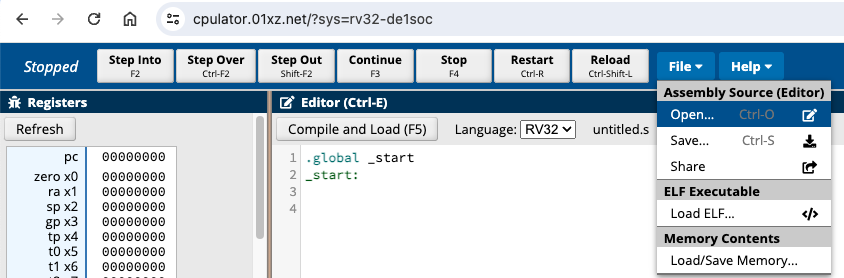 cpulator.01xz.net/?sys=rv32-de1soc
Stopped
Step Into
F2
Step Over
Ctrl-F2
Step Out
Shift-F2
Continue
F3
Stop
F4
Restart
Ctrl-R
Reload
Ctrl-Shift-L
File
Help
Registers
Refresh
pc 00000000
zero x0 00000000
ra x1 00000000
sp x2 00000000
gp x3 00000000
tp x4 00000000
t0 x5 00000000
t1 x6 00000000
Editor (Ctrl-E)
Compile and Load (F5) Language: RV32 untitled.s
1 .global _start
2 _start:
3
4
Assembly Source (Editor)
Open... Ctrl-O
Save... Ctrl-S
Share
ELF Executable
Load ELF...
Memory Contents
Load/Save Memory...